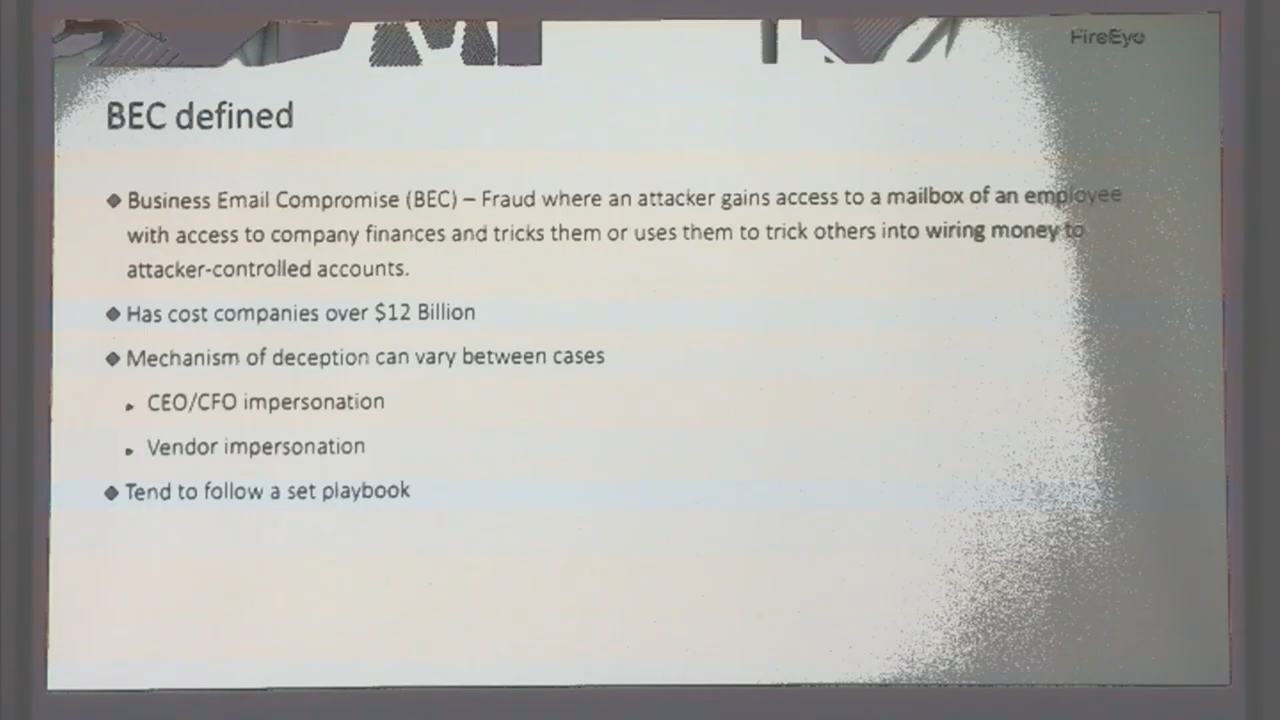 FireEye
BEC defined
Business Email Compromise (BEC) – Fraud where an attacker gains access to a mailbox of an employee
with access to company finances and tricks them or uses them to trick others into wiring money to
attacker-controlled accounts.
Has cost companies over $12 Billion
Mechanism of deception can vary between cases
CEO/CFO impersonation
Vendor impersonation
Tend to follow a set playbook